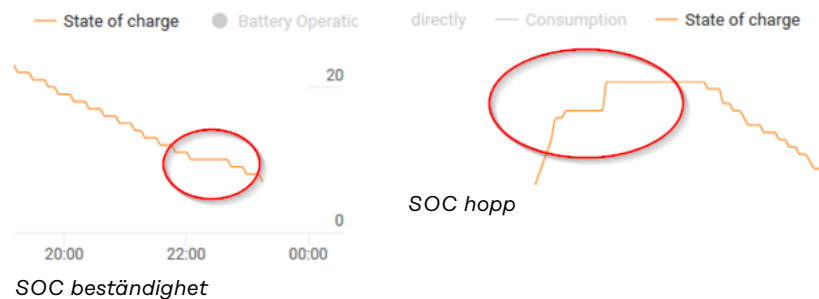 State of charge
Battery Operatic
20
0
20:00 22:00 00:00
SOC beständighet
directly Consumption State of charge
SOC hopp